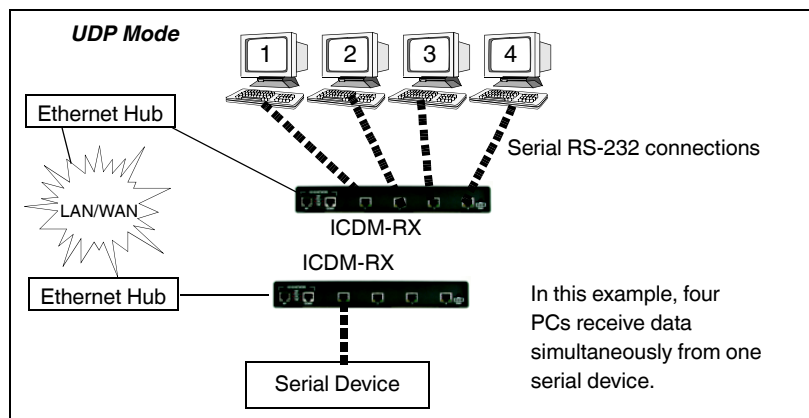 UDP Mode
1 2 3 4
Ethernet Hub
Serial RS-232 connections
LAN/WAN
ICDM-RX
ICDM-RX
Ethernet Hub
In this example, four
PCs receive data
simultaneously from one
serial device.
Serial Device